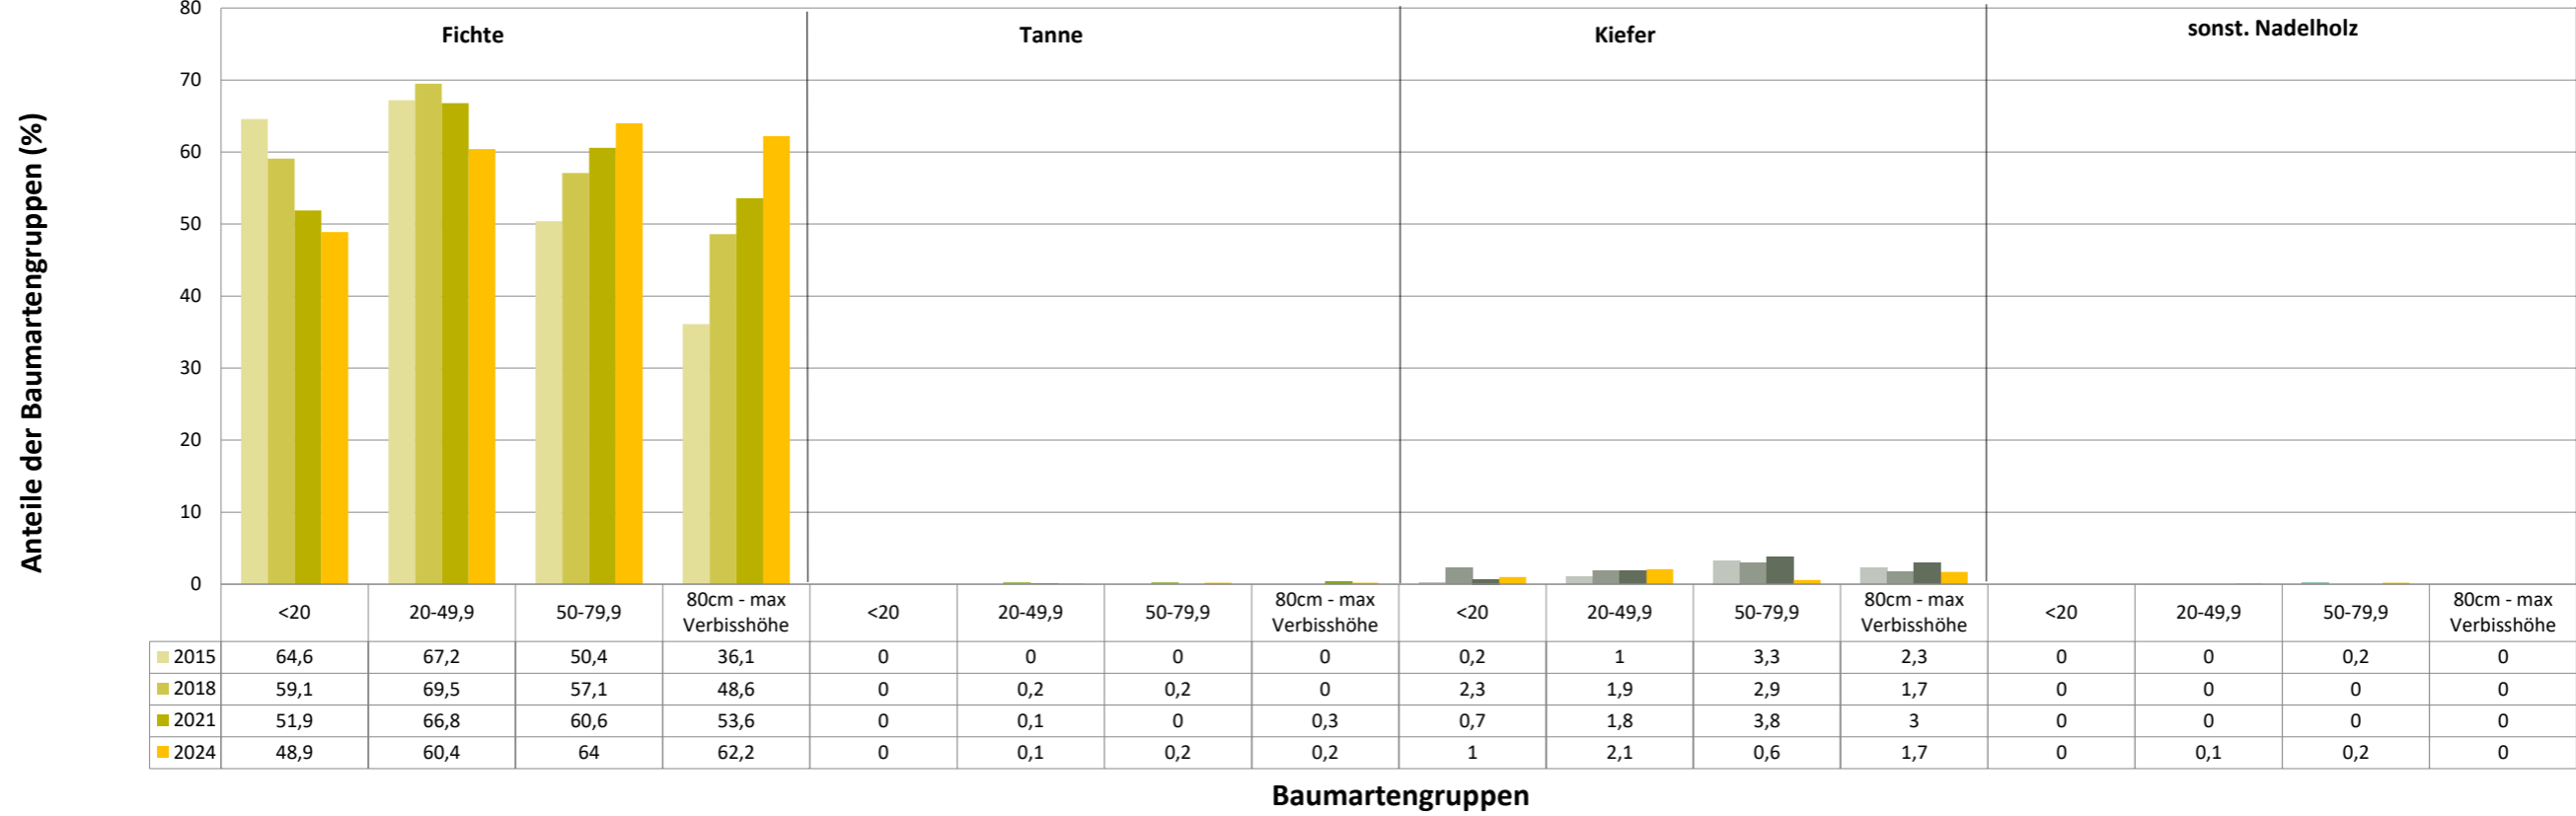 Anteile der Baumartengruppen (%)
80
70
60
50
40
30
20
10
0
Fichte Tanne Kiefer sonst. Nadelholz
<20 20-49,9 50-79,9 80cm - max Verbisshöhe <20 20-49,9 50-79,9 80cm - max Verbisshöhe <20 20-49,9 50-79,9 80cm - max Verbisshöhe <20 20-49,9 50-79,9 80cm - max Verbisshöhe
2015 64,6 67,2 50,4 36,1 0 0 0 0 0,2 1 3,3 2,3 0 0 0,2 0
2018 59,1 69,5 57,1 48,6 0 0,2 0,2 0 2,3 1,9 2,9 1,7 0 0 0 0
2021 51,9 66,8 60,6 53,6 0 0,1 0 0,3 0,7 1,8 3,8 3 0 0 0 0
2024 48,9 60,4 64 62,2 0 0,1 0,2 0,2 1 2,1 0,6 1,7 0 0,1 0,2 0
Baumartengruppen